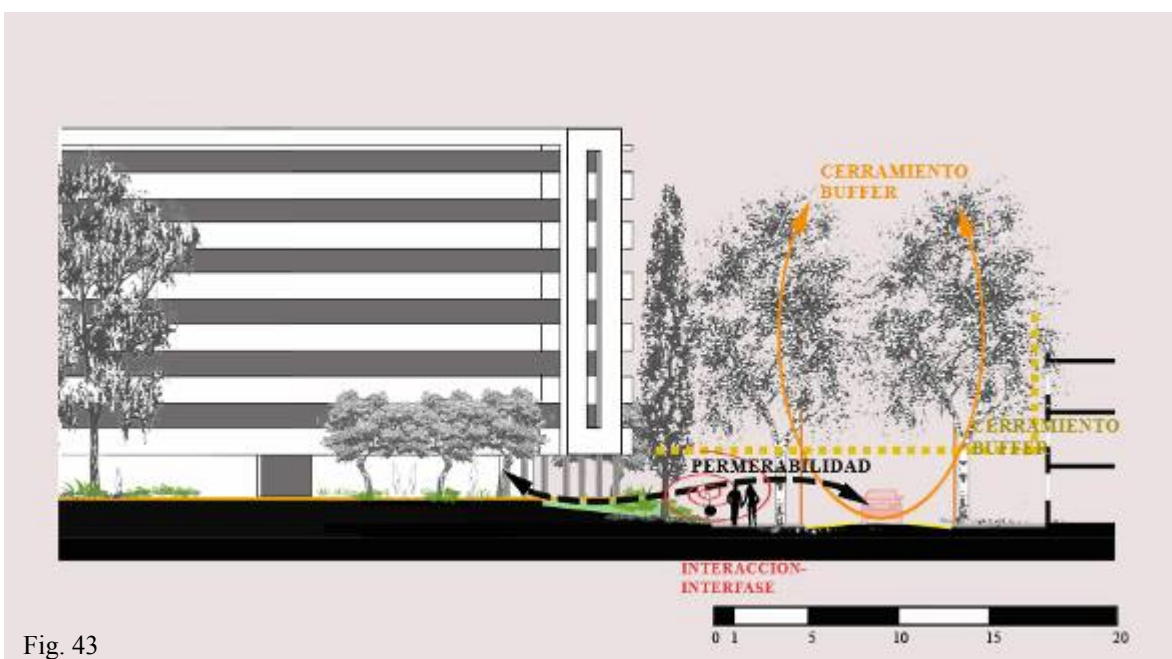 CERRAMIENTO
BUFFER
CERRAMIENTO
BUFFER
PERMERABILIDAD
INTERACCION-
INTERFASE
0 1 5 10 15 20
Fig. 43